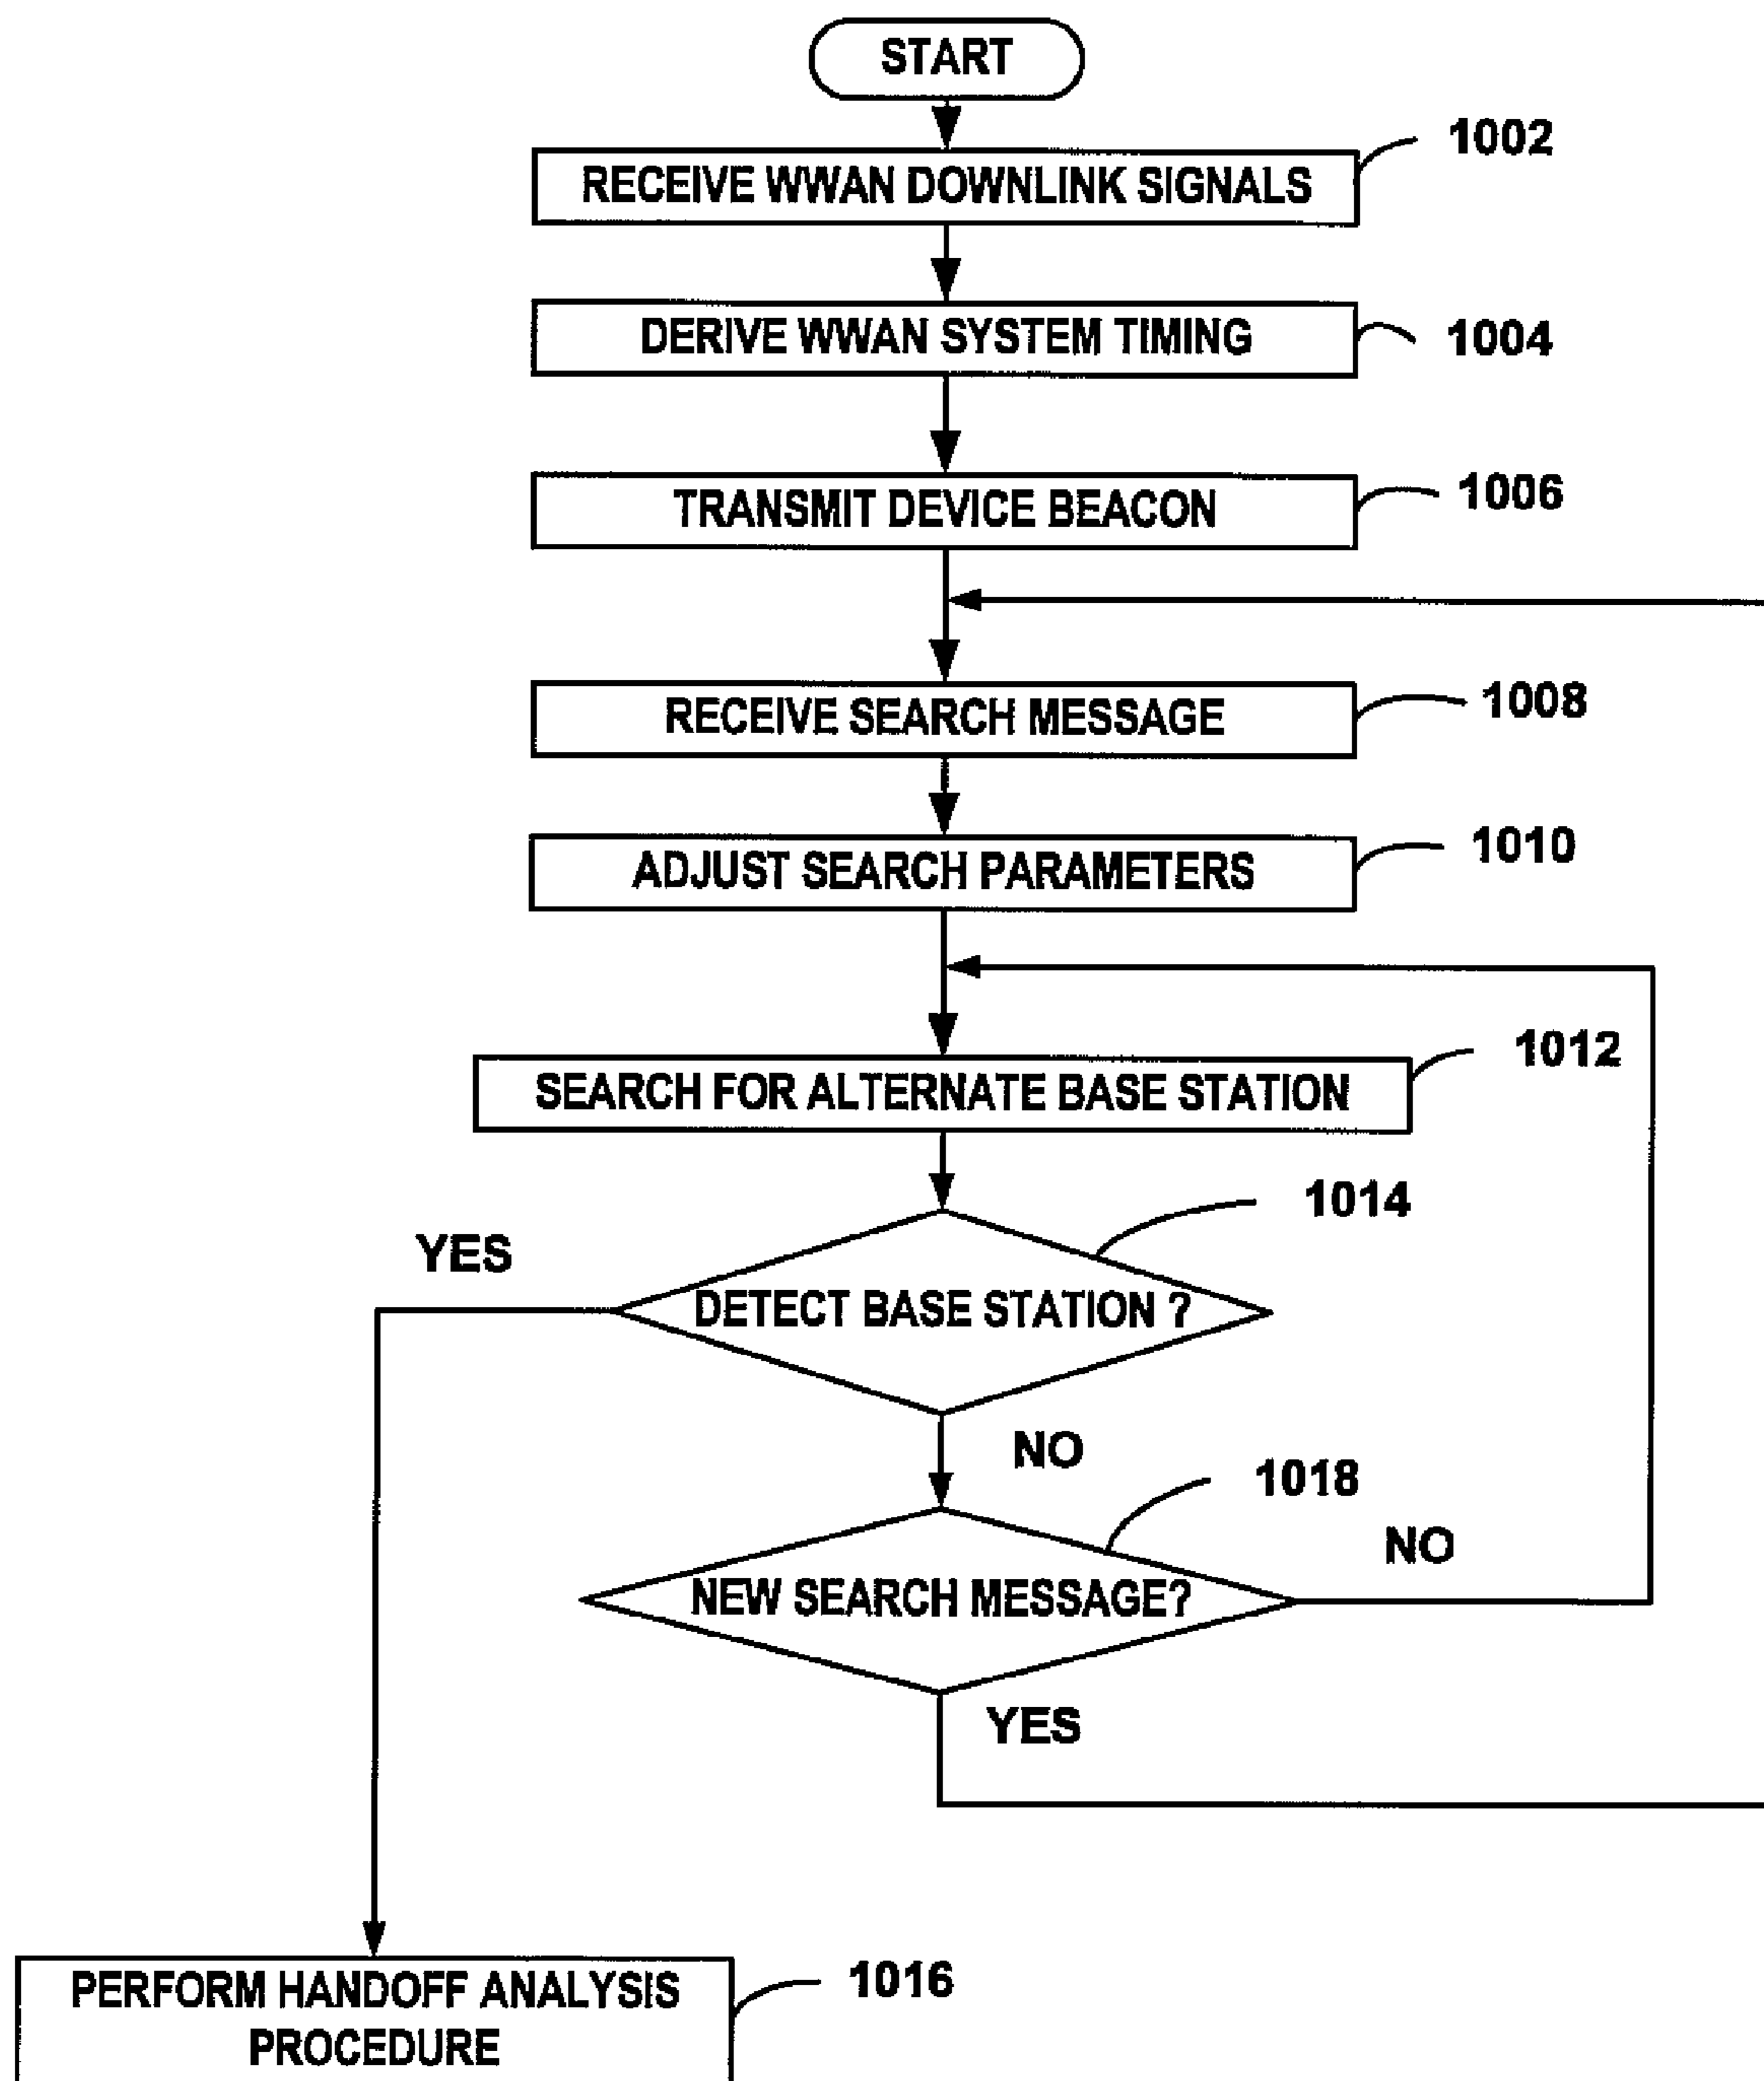 START
1002
RECEIVE WWAN DOWNLINK SIGNALS
DERIVE WWAN SYSTEM TIMING
1004
TRANSMIT DEVICE BEACON
1006
RECEIVE SEARCH MESSAGE
1008
ADJUST SEARCH PARAMETERS
1010
SEARCH FOR ALTERNATE BASE STATION
1012
1014
YES
DETECT BASE STATION ?
NO
1018
NO
NEW SEARCH MESSAGE?
YES
PERFORM HANDOFF ANALYSIS
PROCEDURE
1016